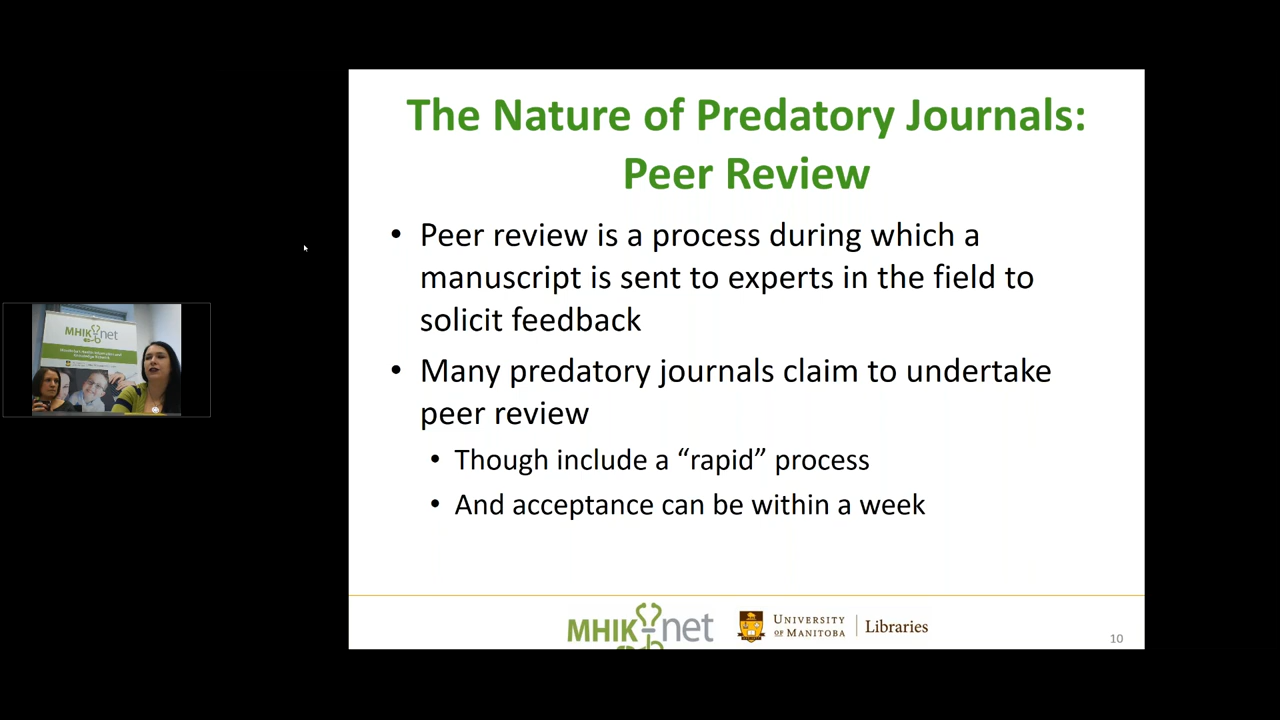 The Nature of Predatory Journals:
Peer Review
• Peer review is a process during which a
manuscript is sent to experts in the field to
solicit feedback
• Many predatory journals claim to undertake
peer review
• Though include a “rapid” process
• And acceptance can be within a week
MHIKnet
UNIVERSITY
OF MANITOBA
Libraries
10
MHIKnet